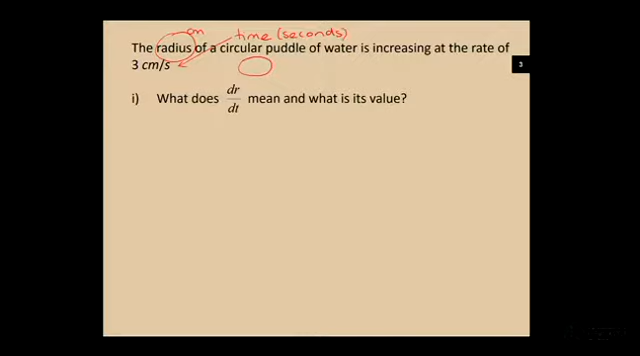 cm
time (seconds)
The radius of a circular puddle of water is increasing at the rate of
3 cm/s
3
i) What does dr/dt mean and what is its value?